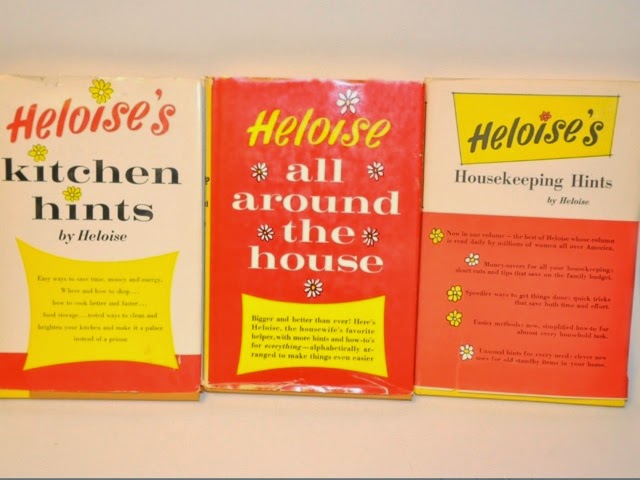 Heloise's
kitchen
hints
by Heloise
Easy ways to save time, money and energy.
Where and how to shop...
how to cook better and faster...
food storage...tested ways to clean and
brighten your kitchen and make it a palace
instead of a prison
Heloise
all
around
the
house
Bigger and better than ever! Here's
Heloise, the housewife's favorite
helper, with more hints and how-to's
for everything—alphabetically ar-
ranged to make things even easier
Heloise's
Housekeeping Hints
by Heloise
Now in one volume — the best of Heloise whose column
is read daily by millions of women all over America.
Money-savers for all your housekeeping:
short cuts and tips that save on the family budget.
Speedier ways to get things done: quick tricks
that save both time and effort.
Easier methods: new, simplified how-to for
almost every household task.
Unusual hints for every need: clever new
uses for old standby items in your home.